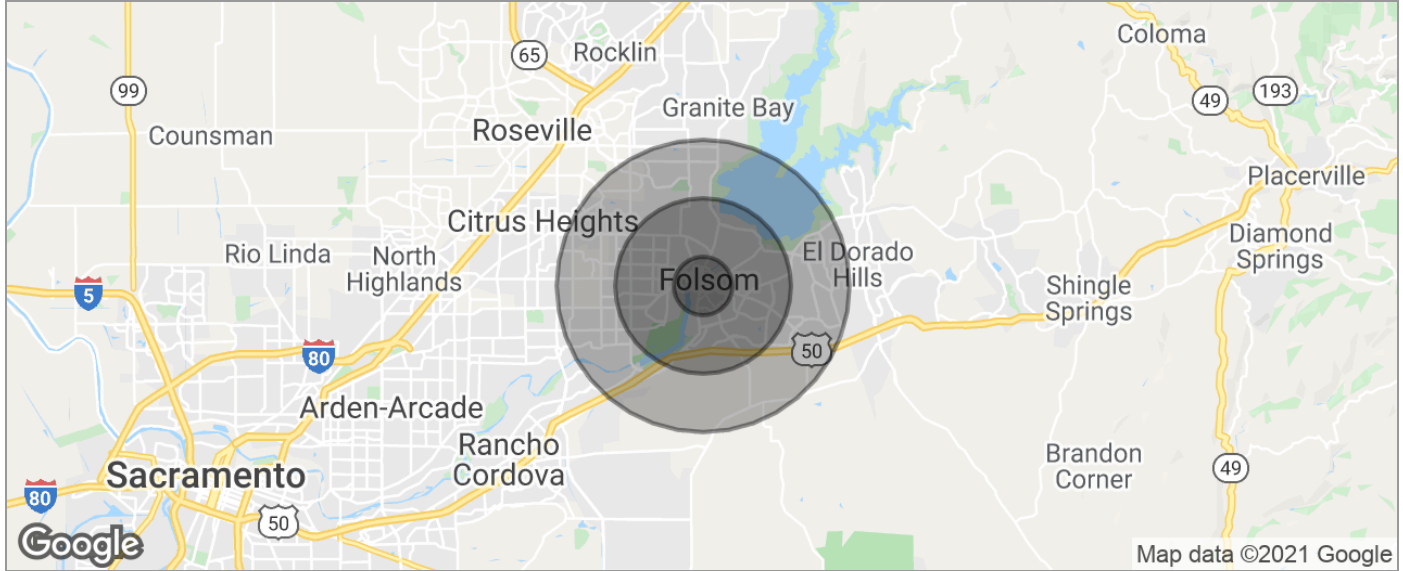 Coloma
Rocklin
65
99
193
49
Granite Bay
Roseville
Counsman
Placerville
Citrus Heights
Rio Linda
North
Highlands
El Dorado
Hills
Diamond
Springs
Folsom
5
Shingle
Springs
80
50
Arden-Arcade
Rancho
Cordova
Brandon
Corner
49
Sacramento
80
50
Google
Map data ©2021 Google